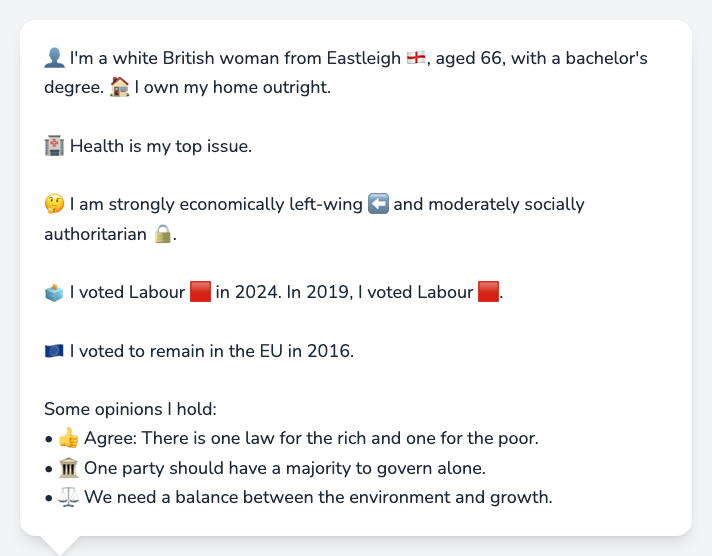 👤 I'm a white British woman from Eastleigh 🏴󠁧󠁢󠁥󠁮󠁧󠁿, aged 66, with a bachelor's
degree. 🏠 I own my home outright.
🏥 Health is my top issue.
🤔 I am strongly economically left-wing ⬅️ and moderately socially
authoritarian 🔒.
🗳️ I voted Labour 🟥 in 2024. In 2019, I voted Labour 🟥.
🇪🇺 I voted to remain in the EU in 2016.
Some opinions I hold:
• 👍 Agree: There is one law for the rich and one for the poor.
• 🏛️ One party should have a majority to govern alone.
• ⚖️ We need a balance between the environment and growth.